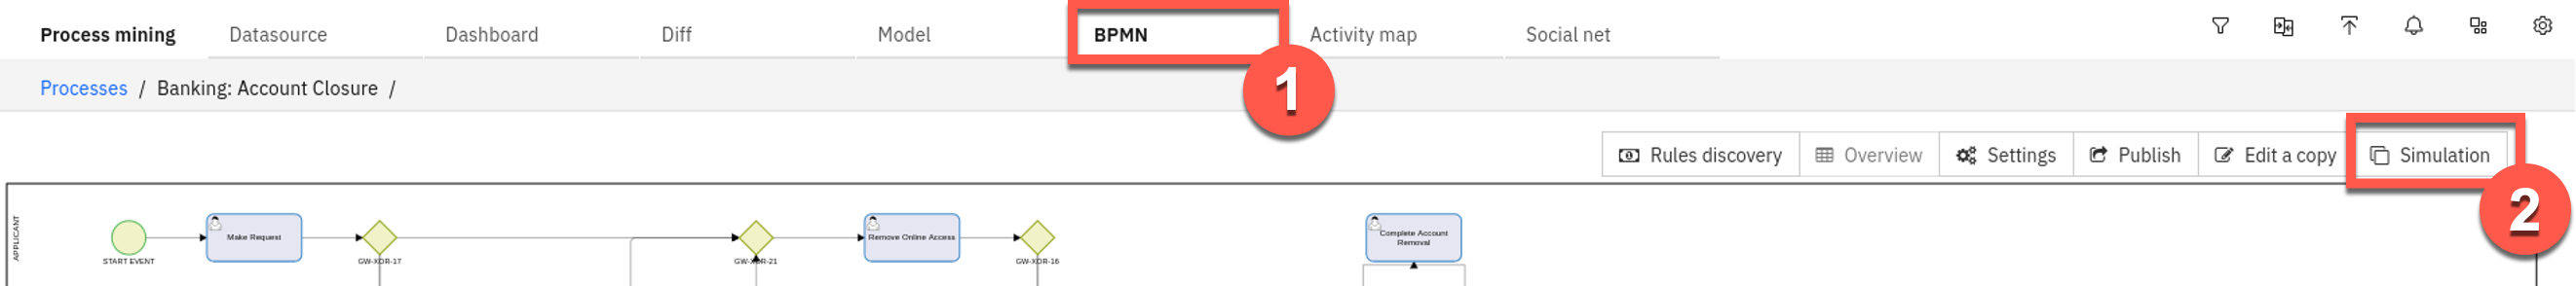 Process mining Datasource Dashboard Diff Model BPMN Activity map Social net
1
Processes / Banking: Account Closure /
Rules discovery Overview Settings Publish Edit a copy Simulation
2
APPLICANT
Make Request Remove Online Access Complete Account
Removal
START EVENT GW-XOR-17 GW-XOR-21 GW-XOR-16